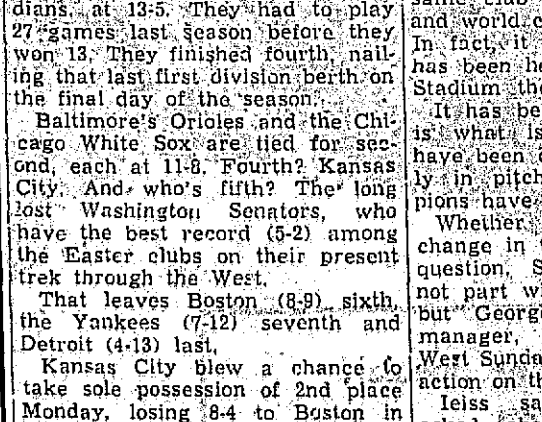 dians, at 13-5. They had to play
27 games last season before they
won 13. They finished fourth, nail-
ing that last first division berth on
the final day of the season.
Baltimore's Orioles and the Chi-
cago White Sox are tied for sec-
ond, each at 11-8. Fourth? Kansas
City. And who's fifth? The long
lost Washington Senators, who
have the best record (5-2) among
the Easter clubs on their present
trek through the West.
That leaves Boston (8-9) sixth,
the Yankees (7-12) seventh and
Detroit (4-13) last.
Kansas City blew a chance to
take sole possession of 2nd place
Monday, losing 8-4 to Boston in
same club
and world c
In fact, it
has been he
Stadium the
It has be
is what is
have been
ly in pitch
pions have
Whether
change in
question, S
not part w
but Georg
manager,
West Sunda
action on th
Ieiss sa